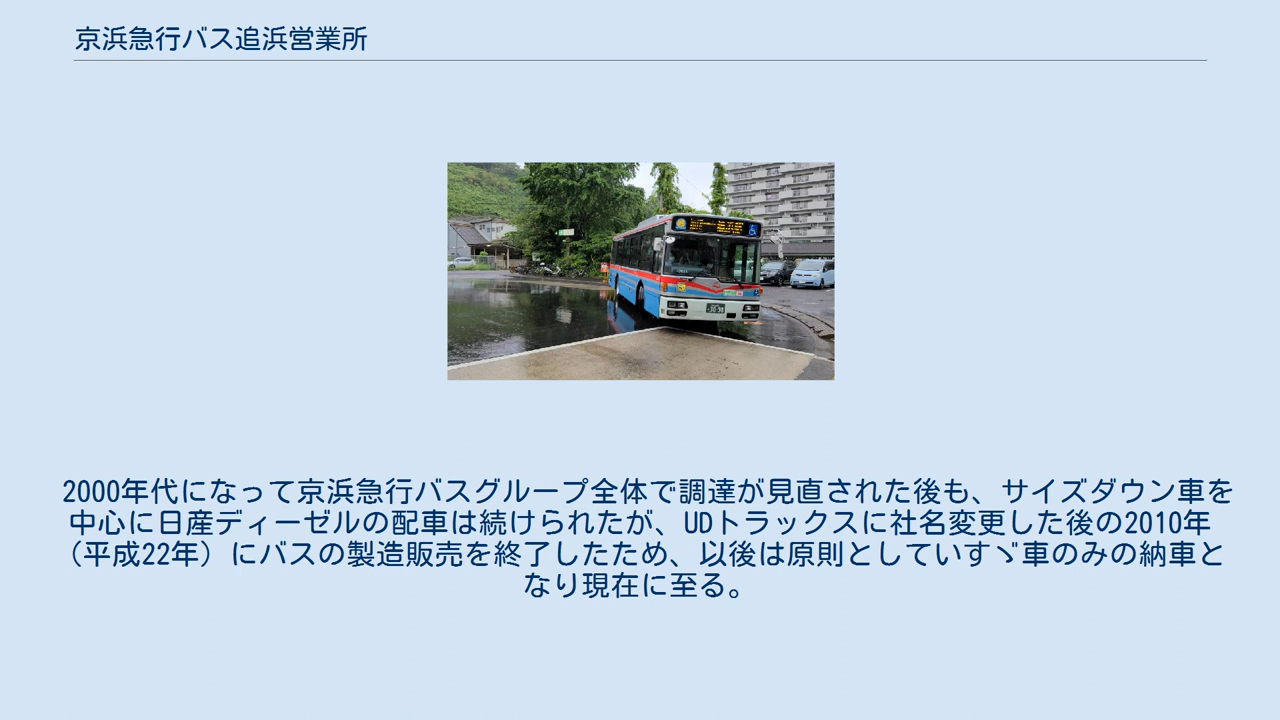 京浜急行バス追浜営業所
追浜駅
2000年代になって京浜急行バスグループ全体で調達が見直された後も、サイズダウン車を
中心に日産ディーゼルの配車は続けられたが、UDトラックスに社名変更した後の2010年
（平成22年）にバスの製造販売を終了したため、以後は原則としていすゞ車のみの納車と
なり現在に至る。